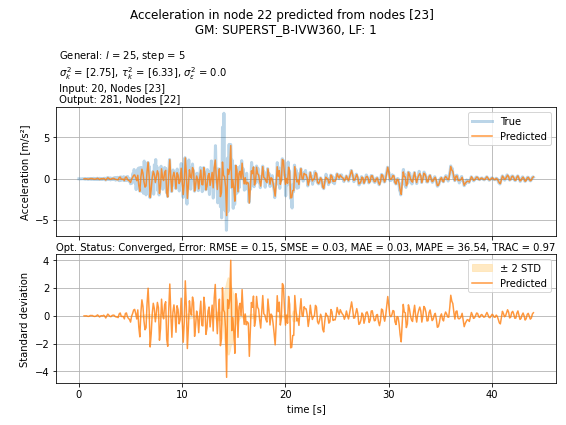 Acceleration in node 22 predicted from nodes [23]
GM: SUPERST_B-IVW360, LF: 1
General: l = 25, step = 5
σ²ₖ = [2.75], τ²ₖ = [6.33], σ²ε = 0.0
Input: 20, Nodes [23]
Output: 281, Nodes [22]
Acceleration [m/s²]
5
0
−5
True
Predicted
Opt. Status: Converged, Error: RMSE = 0.15, SMSE = 0.03, MAE = 0.03, MAPE = 36.54, TRAC = 0.97
Standard deviation
4
2
0
−2
−4
± 2 STD
Predicted
0 10 20 30 40
time [s]